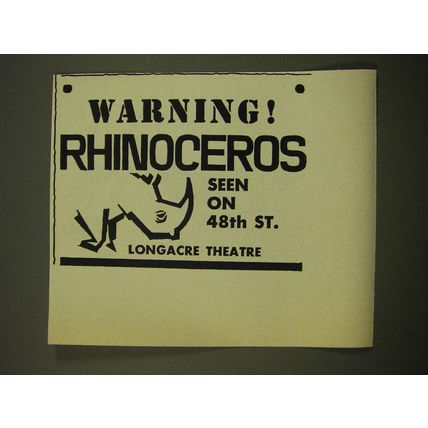 WARNING!
RHINOCEROS
SEEN
ON
48th ST.
LONGACRE THEATRE